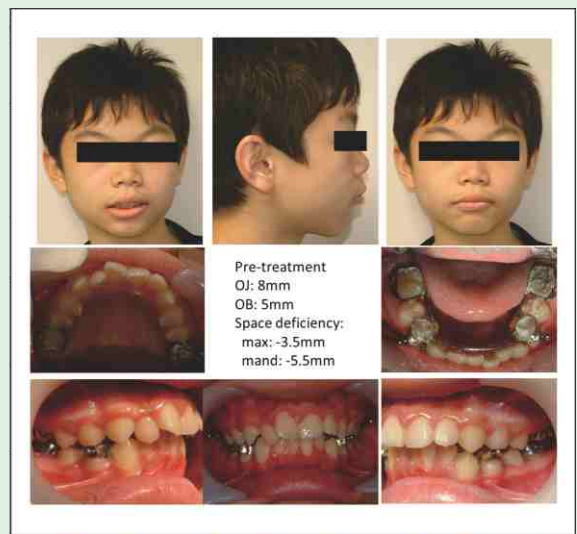 Pre-treatment
OJ: 8mm
OB: 5mm
Space deficiency:
max: -3.5mm
mand: -5.5mm